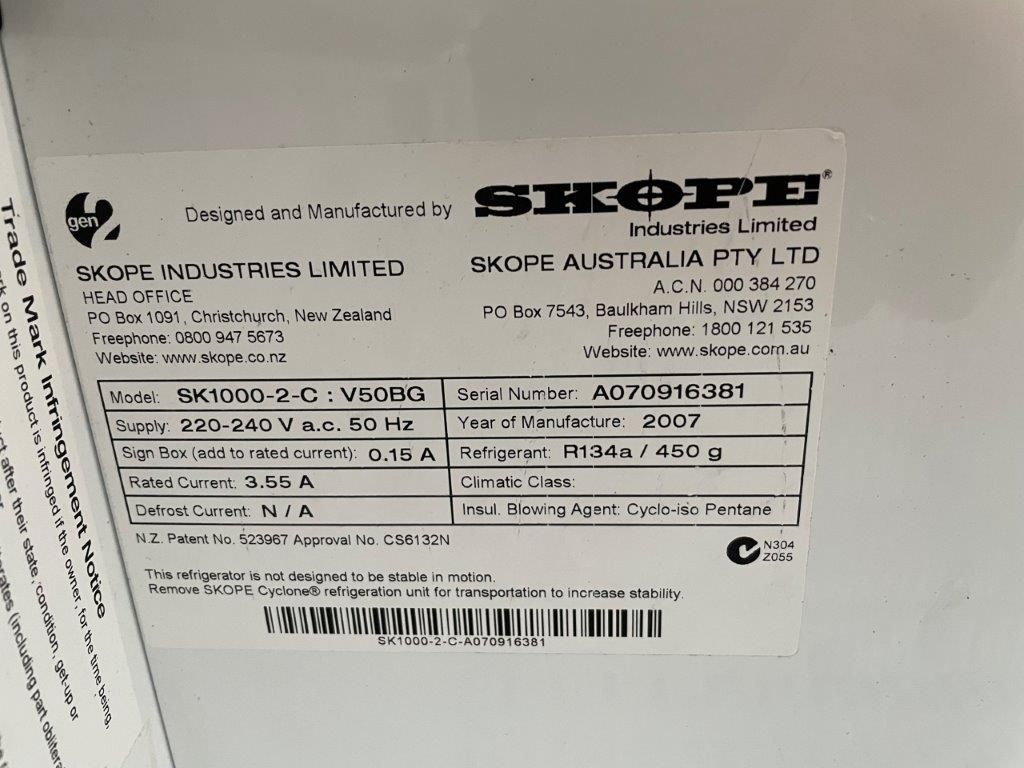 gen2
Designed and Manufactured by SKOPE®
Industries Limited
SKOPE INDUSTRIES LIMITED
HEAD OFFICE
PO Box 1091, Christchurch, New Zealand
Freephone: 0800 947 5673
Website: www.skope.co.nz
SKOPE AUSTRALIA PTY LTD
A.C.N. 000 384 270
PO Box 7543, Baulkham Hills, NSW 2153
Freephone: 1800 121 535
Website: www.skope.com.au
Model: SK1000-2-C : V50BG
Serial Number: A070916381
Supply: 220-240 V a.c. 50 Hz
Year of Manufacture: 2007
Sign Box (add to rated current): 0.15 A
Refrigerant: R134a / 450 g
Rated Current: 3.55 A
Climatic Class:
Defrost Current: N / A
Insul. Blowing Agent: Cyclo-iso Pentane
N.Z. Patent No. 523967 Approval No. CS6132N
N304
Z055
This refrigerator is not designed to be stable in motion.
Remove SKOPE Cyclone® refrigeration unit for transportation to increase stability.
SK1000-2-C-A070916381
Trade Mark Infringement Notice
on this product is infringed if the owner, for the time being,
after their state, condition, get-up or
(including part